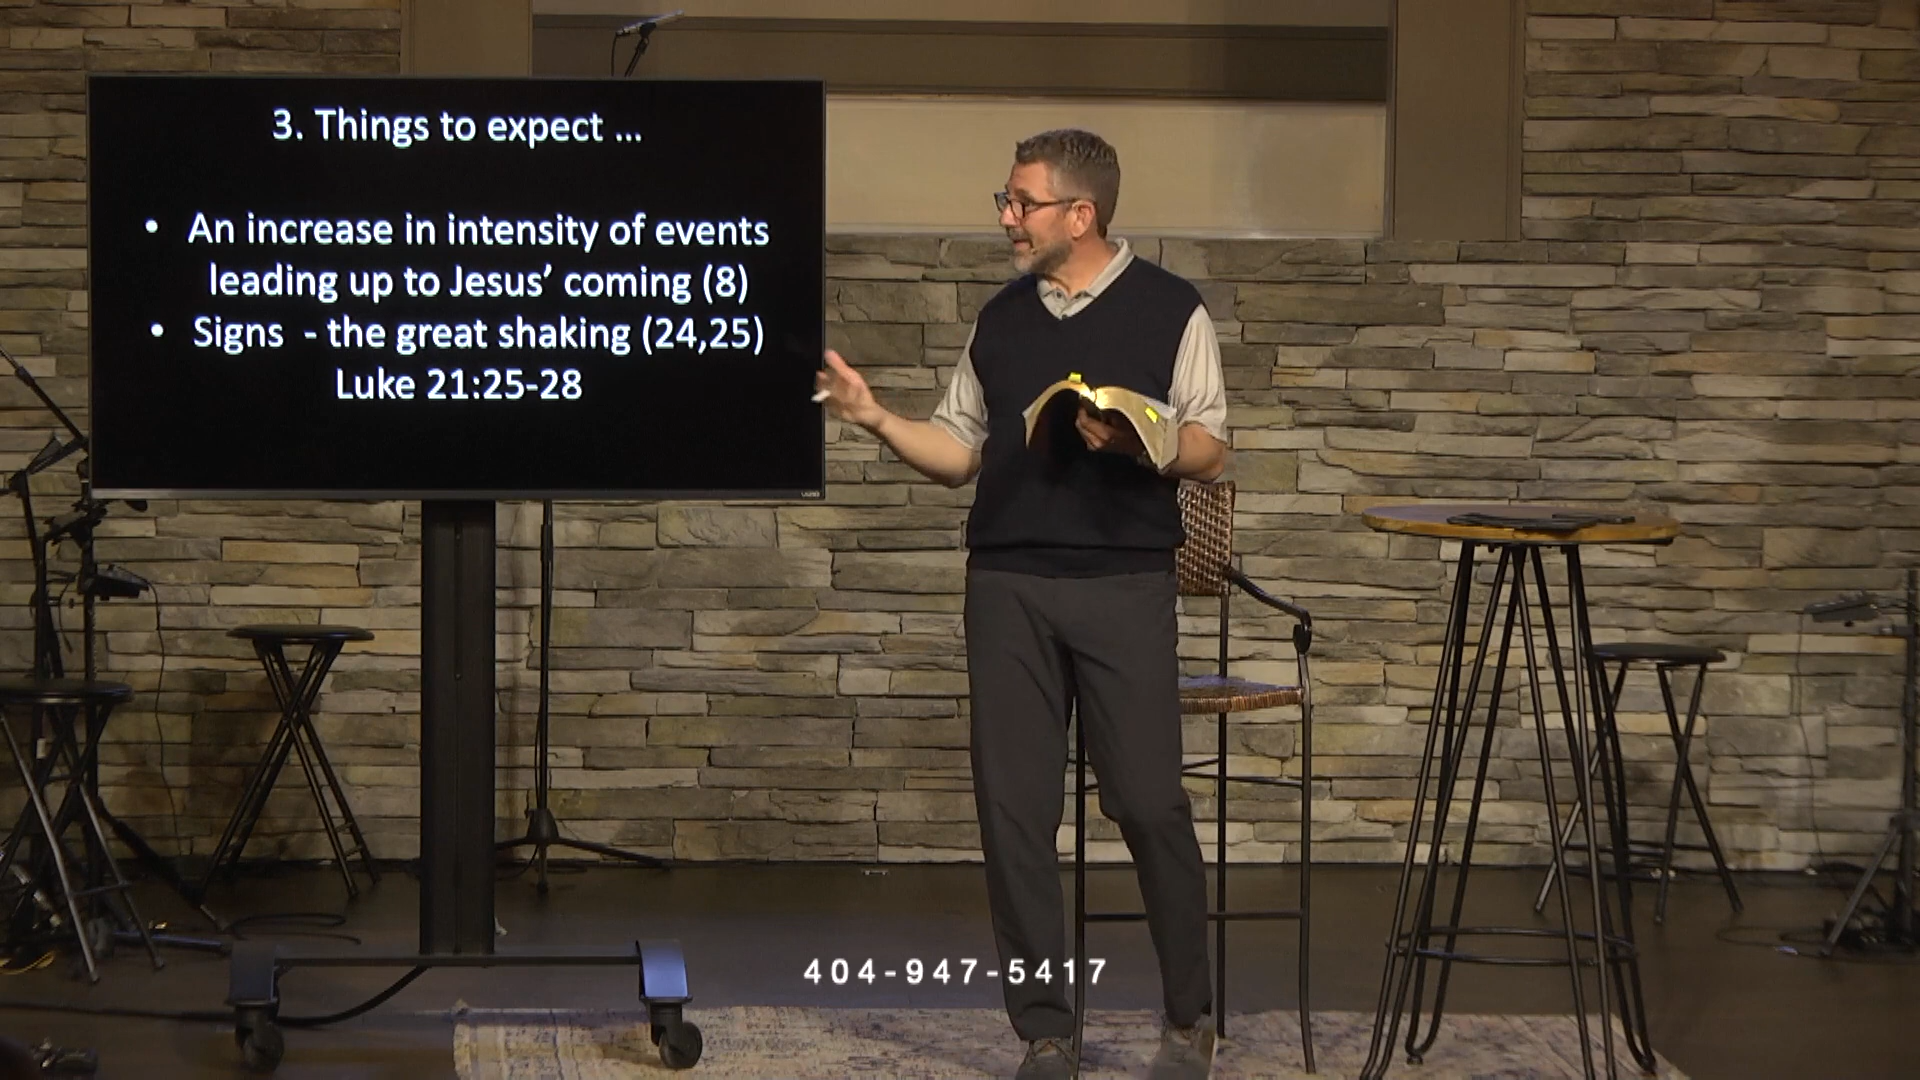 3. Things to expect ...
• An increase in intensity of events
leading up to Jesus’ coming (8)
• Signs - the great shaking (24,25)
Luke 21:25-28
VIZIO
404-947-5417